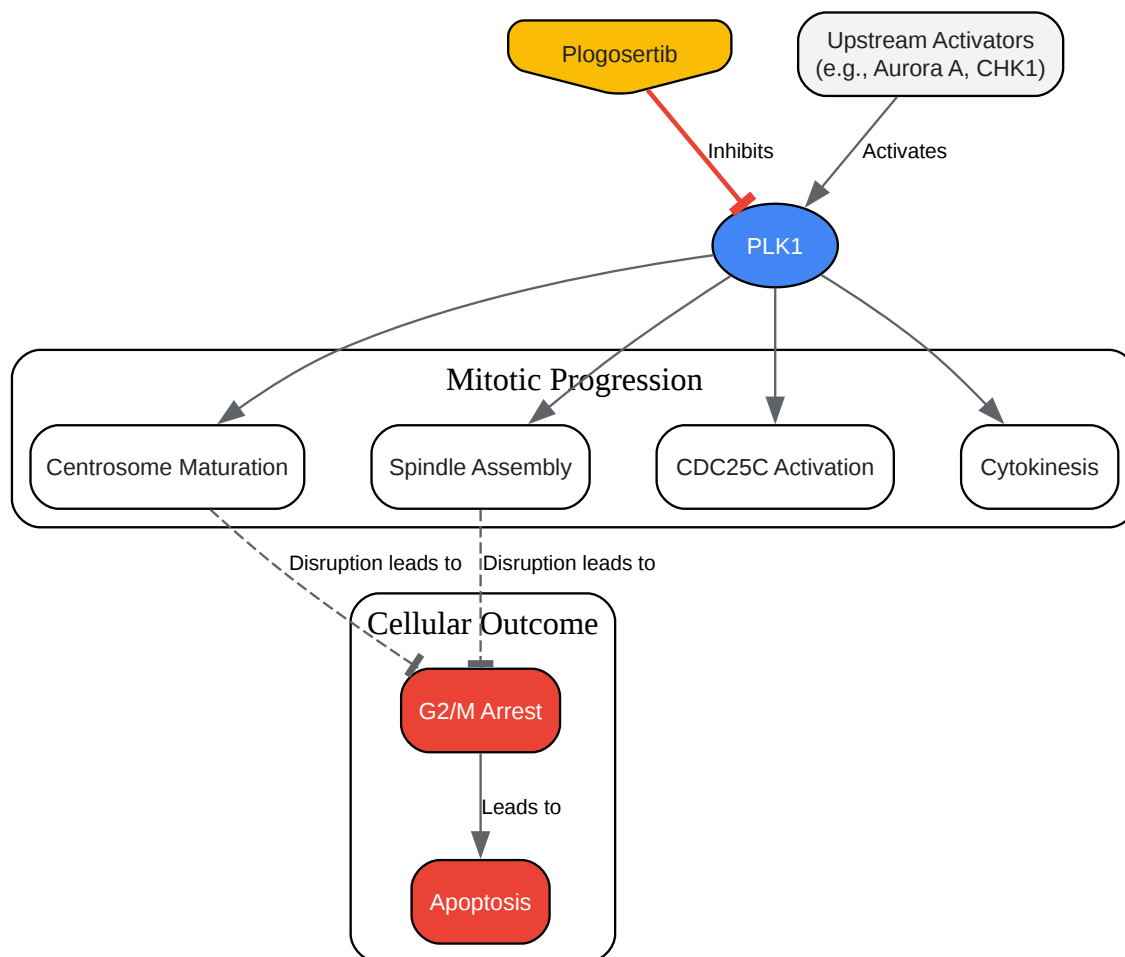 Plogosertib
Upstream Activators
(e.g., Aurora A, CHK1)
Inhibits
Activates
PLK1
Mitotic Progression
Centrosome Maturation
Spindle Assembly
CDC25C Activation
Cytokinesis
Disruption leads to
Disruption leads to
Cellular Outcome
G2/M Arrest
Leads to
Apoptosis